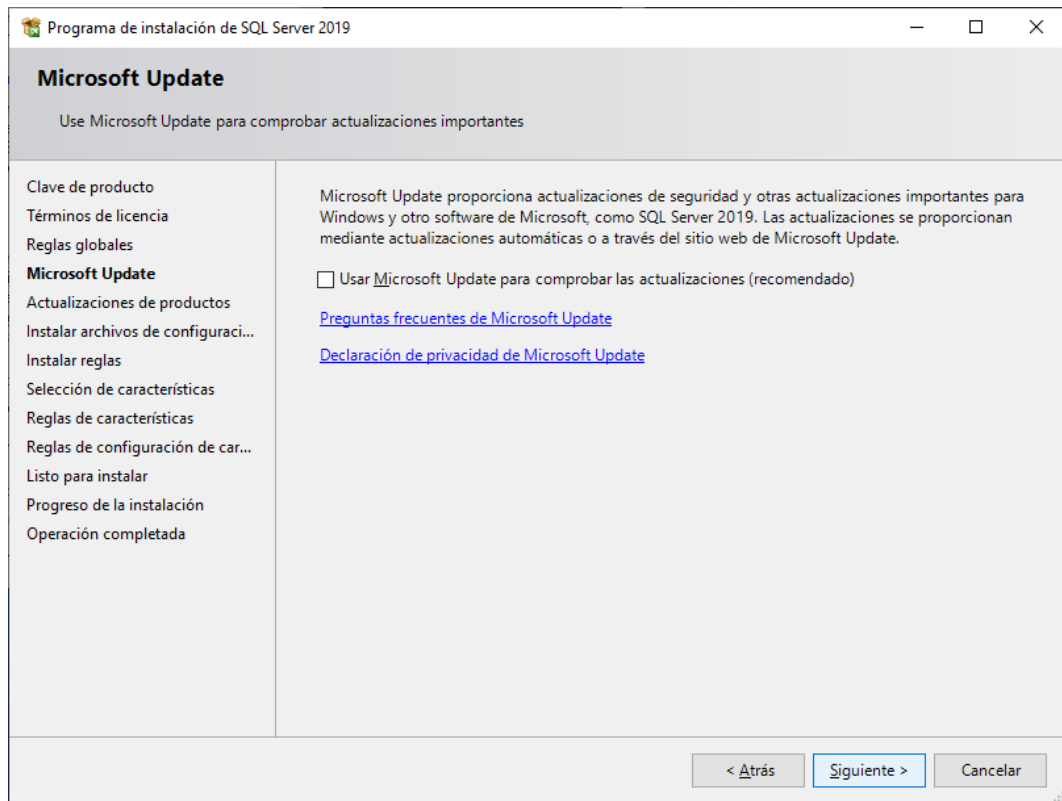 Programa de instalación de SQL Server 2019
Microsoft Update
Use Microsoft Update para comprobar actualizaciones importantes
Clave de producto
Términos de licencia
Reglas globales
Microsoft Update
Actualizaciones de productos
Instalar archivos de configuraci...
Instalar reglas
Selección de características
Reglas de características
Reglas de configuración de car...
Listo para instalar
Progreso de la instalación
Operación completada
Microsoft Update proporciona actualizaciones de seguridad y otras actualizaciones importantes para
Windows y otro software de Microsoft, como SQL Server 2019. Las actualizaciones se proporcionan
mediante actualizaciones automáticas o a través del sitio web de Microsoft Update.
Usar Microsoft Update para comprobar las actualizaciones (recomendado)
Preguntas frecuentes de Microsoft Update
Declaración de privacidad de Microsoft Update
< Atrás
Siguiente >
Cancelar